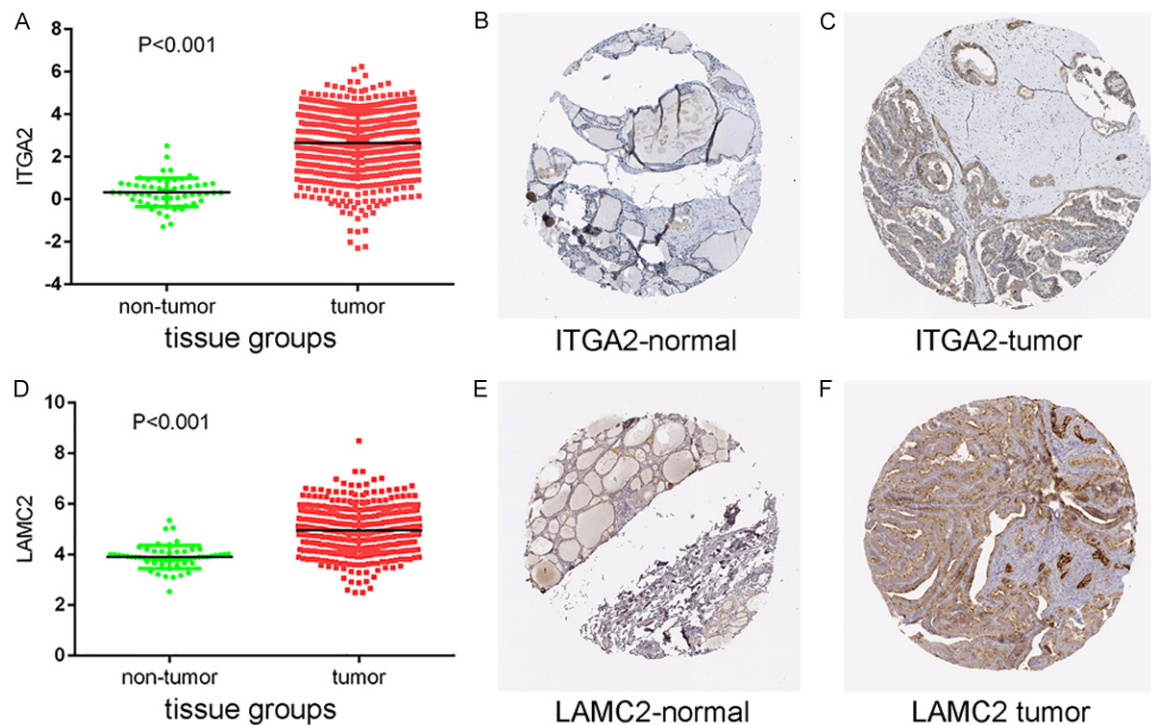 A
8
6
4
2
0
-2
-4
ITGA2
P<0.001
non-tumor
tumor
tissue groups
B
ITGA2-normal
C
ITGA2-tumor
D
10
8
6
4
2
0
LAMC2
P<0.001
non-tumor
tumor
tissue groups
E
LAMC2-normal
F
LAMC2 tumor